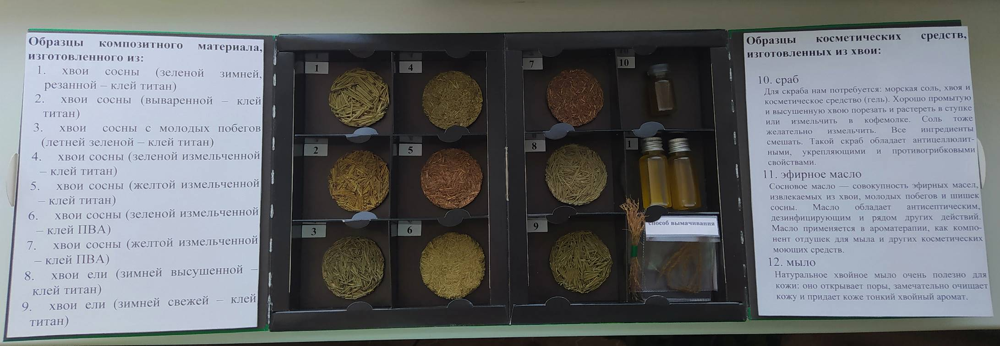 Образцы композитного материала,
изготовленного из:
1. хвои сосны (зеленой зимней,
резанной – клей титан)
2. хвои сосны (вываренной – клей
титан)
3. хвои сосны с молодых побегов
(летней зеленой – клей титан)
4. хвои сосны (зеленой измельченной
– клей титан)
5. хвои сосны (желтой измельченной
– клей титан)
6. хвои сосны (зеленой измельченной
– клей ПВА)
7. хвои сосны (желтой измельченной
– клей ПВА)
8. хвои ели (зимней высушенной –
клей титан)
9. хвои ели (зимней свежей – клей
титан)
1
4
2
5
3
6
7
10
8
1
9
способ вымачивания
Образцы косметических средств,
изготовленных из хвои:
10. сраб
Для скраба нам потребуется: морская соль, хвоя и
косметическое средство (гель). Хорошо промытую
и высушенную хвою порезать и растереть в ступке
или измельчить в кофемолке. Соль тоже
желательно измельчить. Все ингредиенты
смешать. Такой скраб обладает антицеллюлит-
ными, укрепляющими и противогрибковыми
свойствами.
11. эфирное масло
Сосновое масло — совокупность эфирных масел,
извлекаемых из хвои, молодых побегов и шишек
сосны. Масло обладает антисептическим,
дезинфицирующим и рядом других действий.
Масло применяется в ароматерапии, как компо-
нент отдушек для мыла и других косметических
моющих средств.
12. мыло
Натуральное хвойное мыло очень полезно для
кожи: оно открывает поры, замечательно очищает
кожу и придает коже тонкий хвойный аромат.